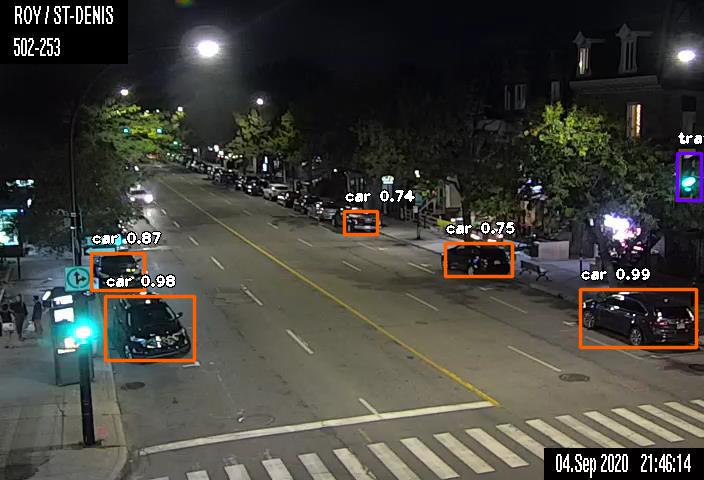 ROY / ST-DENIS
502-253
tra
car 0.74
car 0.75
car 0.87
car 0.98
car 0.99
04.Sep 2020 21:46:14